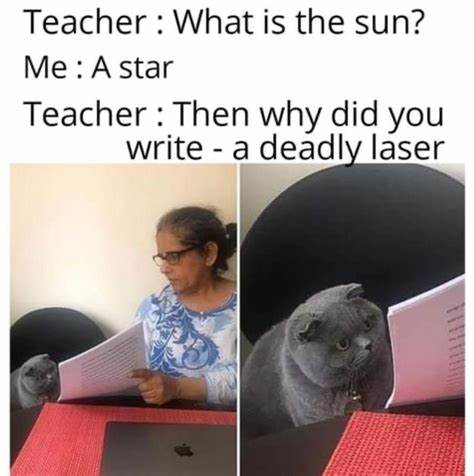 Teacher : What is the sun?
Me : A star
Teacher : Then why did you
write - a deadly laser